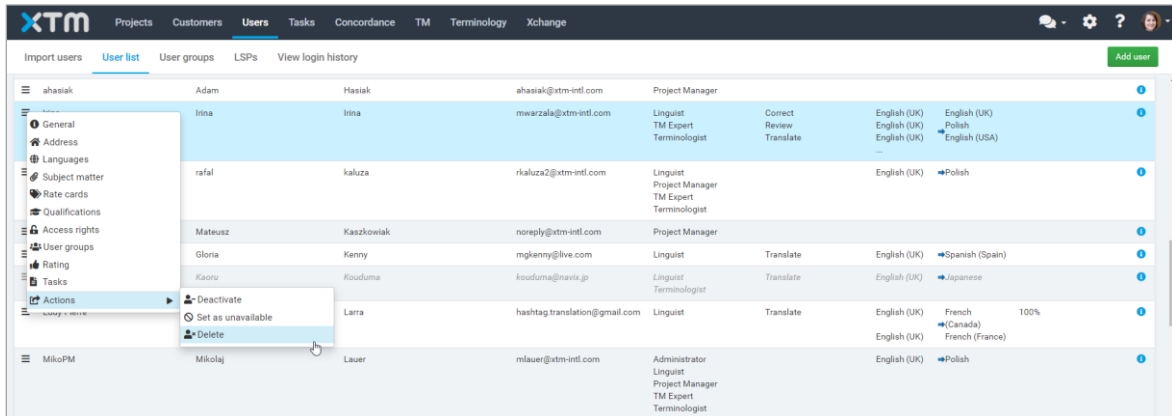 XTM Projects Customers Users Tasks Concordance TM Terminology Xchange ?
Import users User list User groups LSPs View login history Add user
ahasiak Adam Hasiak ahasiak@xtm-intl.com Project Manager
Irina Irina mwarzala@xtm-intl.com Linguist Correct English (UK) English (UK)
TM Expert Review English (UK) Polish
Terminologist Translate English (UK) English (USA)
...
General
Address
Languages
Subject matter
Rate cards
Qualifications
Access rights
User groups
Rating
Tasks
Actions
Deactivate
Set as unavailable
Delete
rafal kaluza rkaluza2@xtm-intl.com Linguist English (UK) Polish
Project Manager
TM Expert
Terminologist
Mateusz Kaszkowiak noreply@xtm-intl.com Project Manager
Gloria Kenny mgkenny@live.com Linguist Translate English (UK) Spanish (Spain)
Kaoru Kouduma kouduma@navix.jp Linguist Translate English (UK) Japanese
Terminologist
Larra hashtag.translation@gmail.com Linguist Translate English (UK) French 100%
(Canada)
English (UK) French (France)
MikoPM Mikolaj Lauer mlauer@xtm-intl.com Administrator English (UK) Polish
Linguist
Project Manager
TM Expert
Terminologist